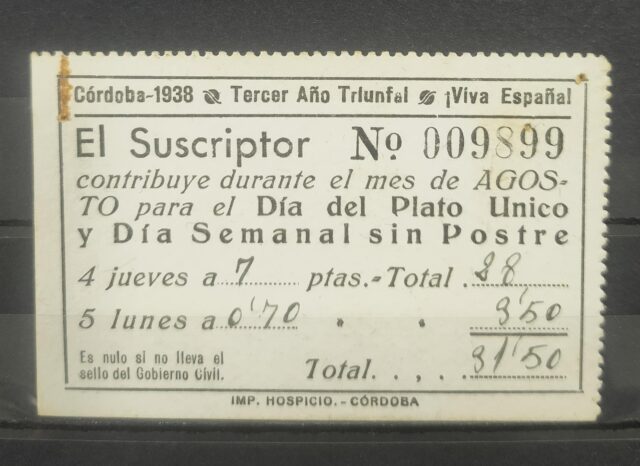 Córdoba-1938 Tercer Año Triunfal ¡Viva España!
El Suscriptor Nº 009899
contribuye durante el mes de AGOS-
TO para el Día del Plato Unico
y Día Semanal sin Postre
4 jueves a 7 ptas.-Total 28
5 lunes a 0'70 " " 3'50
Es nulo si no lleva el
sello del Gobierno Civil.
Total. . , . . 31'50
IMP. HOSPICIO.-CÓRDOBA